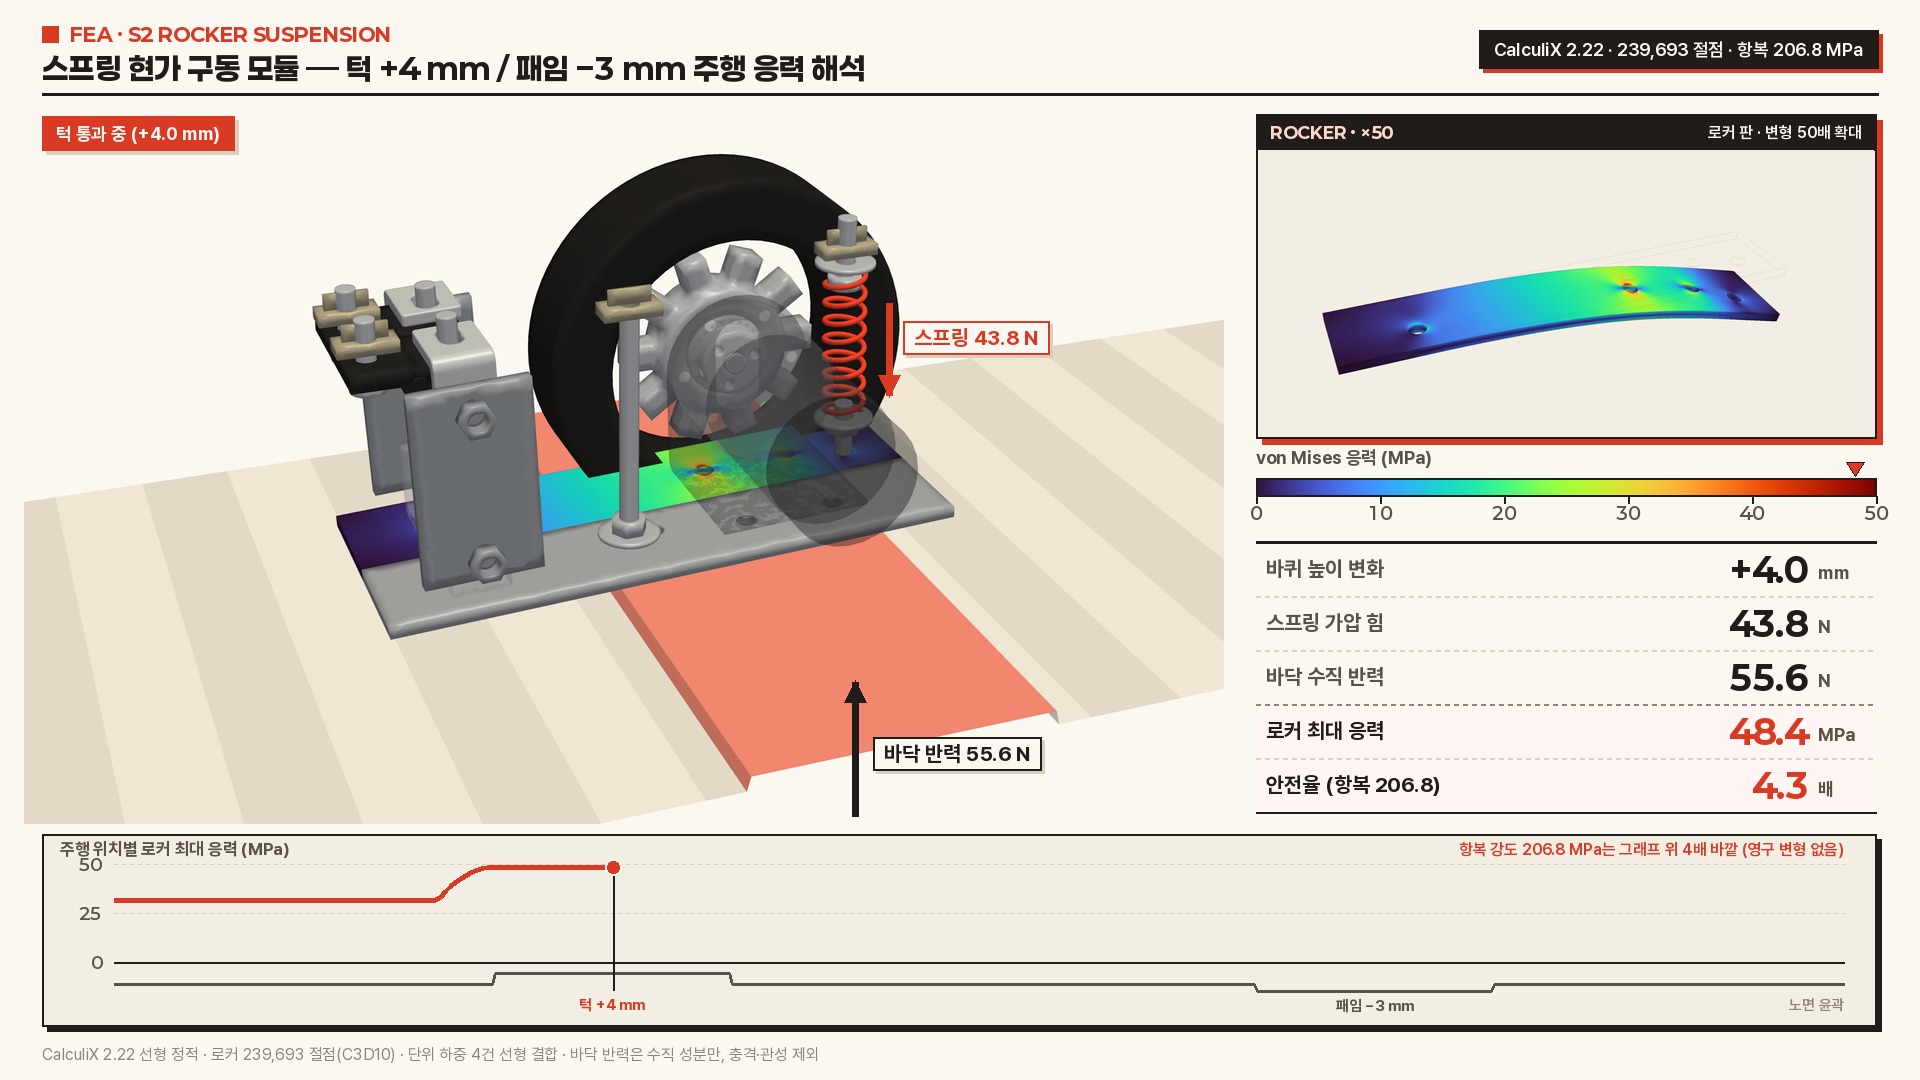 FEA · S2 ROCKER SUSPENSION
스프링 현가 구동 모듈 — 턱 +4 mm / 패임 −3 mm 주행 응력 해석
CalculiX 2.22 · 239,693 절점 · 항복 206.8 MPa
턱 통과 중 (+4.0 mm)
스프링 43.8 N
바닥 반력 55.6 N
ROCKER · ×50
로커 판 · 변형 50배 확대
von Mises 응력 (MPa)
0 10 20 30 40 50
바퀴 높이 변화 +4.0 mm
스프링 가압 힘 43.8 N
바닥 수직 반력 55.6 N
로커 최대 응력 48.4 MPa
안전율 (항복 206.8) 4.3 배
주행 위치별 로커 최대 응력 (MPa)
항복 강도 206.8 MPa는 그래프 위 4배 바깥 (영구 변형 없음)
50
25
0
턱 +4 mm
패임 −3 mm
노면 윤곽
CalculiX 2.22 선형 정적 · 로커 239,693 절점(C3D10) · 단위 하중 4건 선형 결합 · 바닥 반력은 수직 성분만, 충격·관성 제외